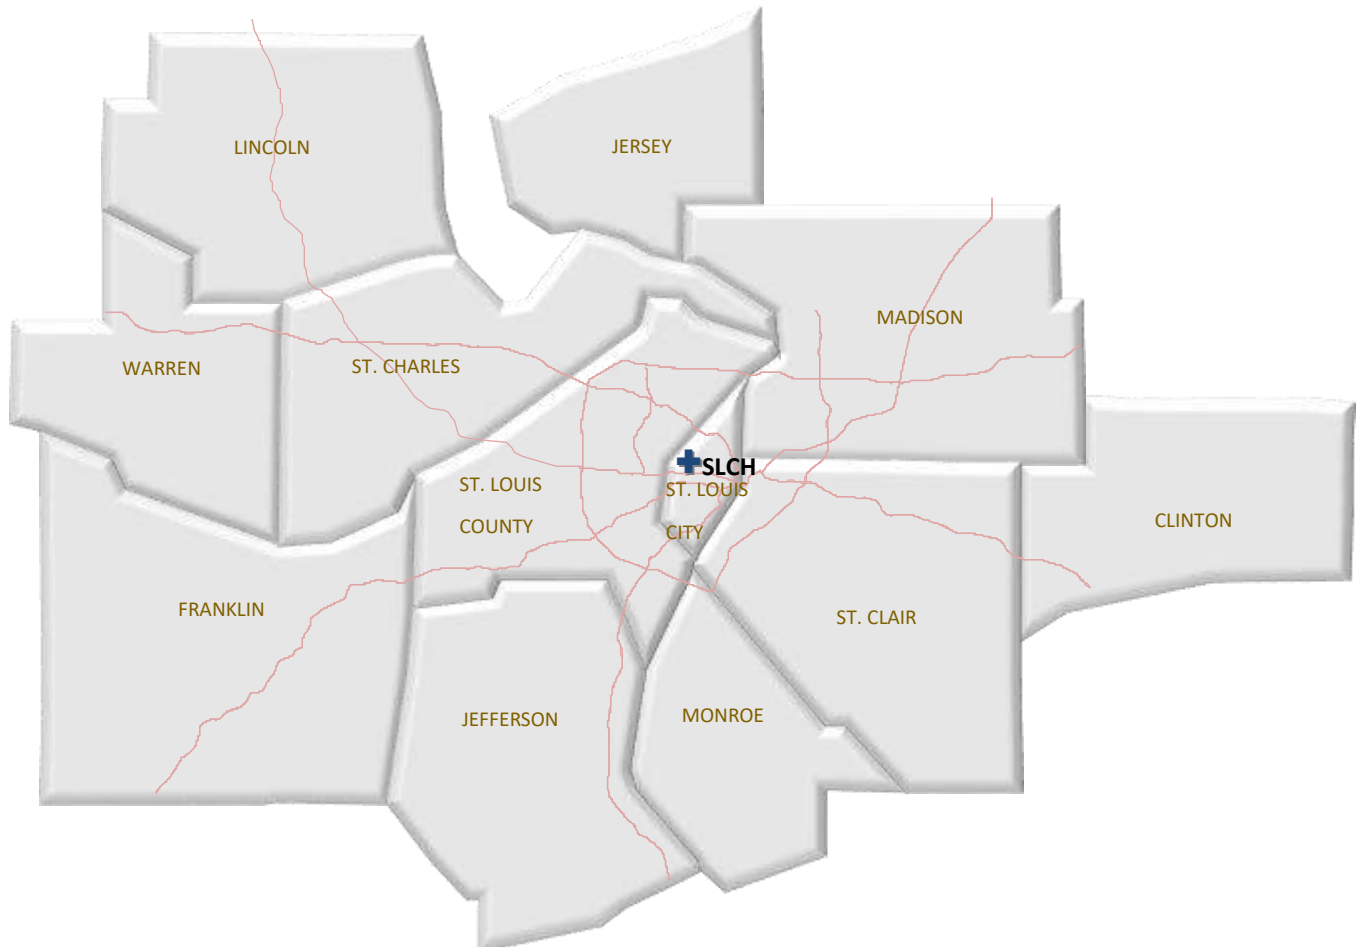 LINCOLN
JERSEY
MADISON
WARREN
ST. CHARLES
SLCH
ST. LOUIS
COUNTY
ST. LOUIS
CITY
CLINTON
FRANKLIN
ST. CLAIR
JEFFERSON
MONROE